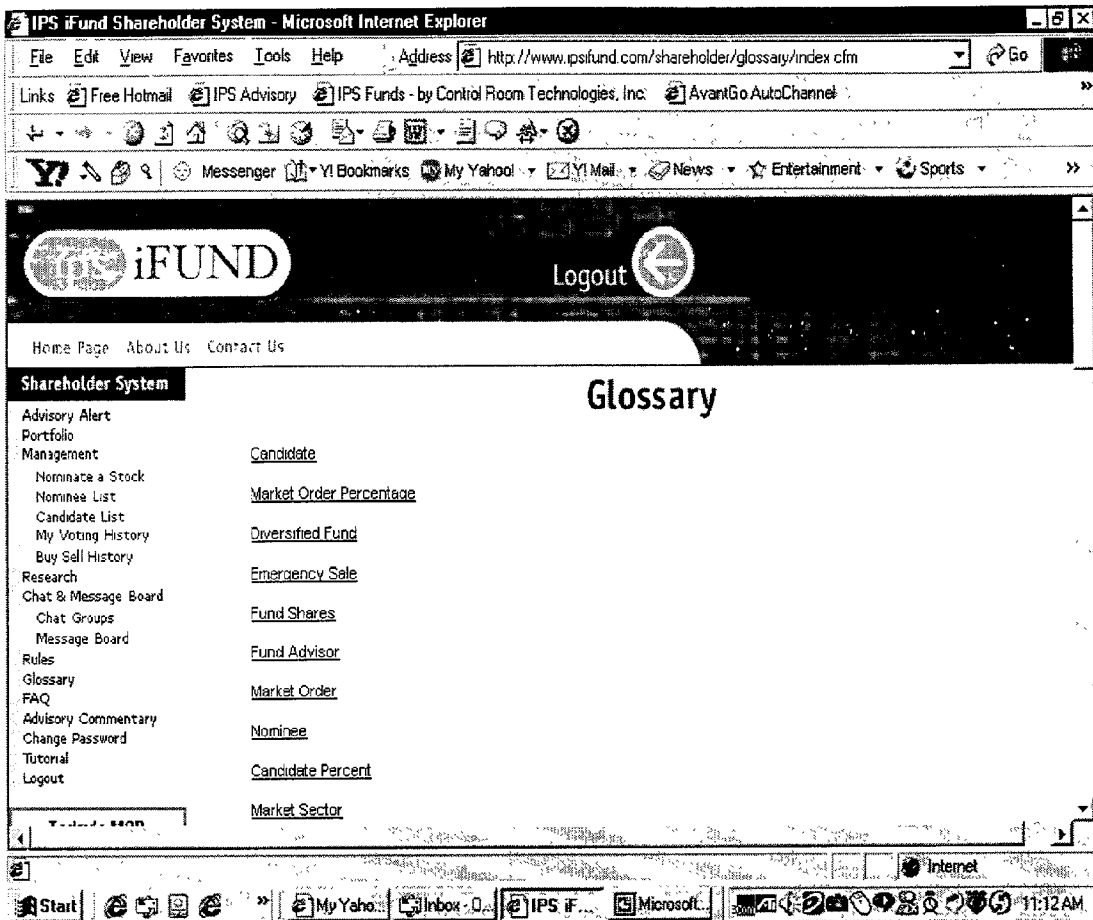 IPS iFund Shareholder System - Microsoft Internet Explorer
File Edit View Favorites Tools Help Address http://www.ipsifund.com/shareholder/glossary/index.cfm Go
Links Free Hotmail IPS Advisory IPS Funds - by Control Room Technologies, Inc. AvantGo AutoChannel »
Y! Messenger Y! Bookmarks My Yahoo! Y! Mail News Entertainment Sports »
ips iFUND
Logout
Home Page About Us Contact Us
Shareholder System
Advisory Alert
Portfolio
Management
Nominate a Stock
Nominee List
Candidate List
My Voting History
Buy Sell History
Research
Chat & Message Board
Chat Groups
Message Board
Rules
Glossary
FAQ
Advisory Commentary
Change Password
Tutorial
Logout
Glossary
Candidate
Market Order Percentage
Diversified Fund
Emergency Sale
Fund Shares
Fund Advisor
Market Order
Nominee
Candidate Percent
Market Sector
Internet
Start » My Yaho... Inbox - O... IPS iF... Microsoft... 11:12 AM